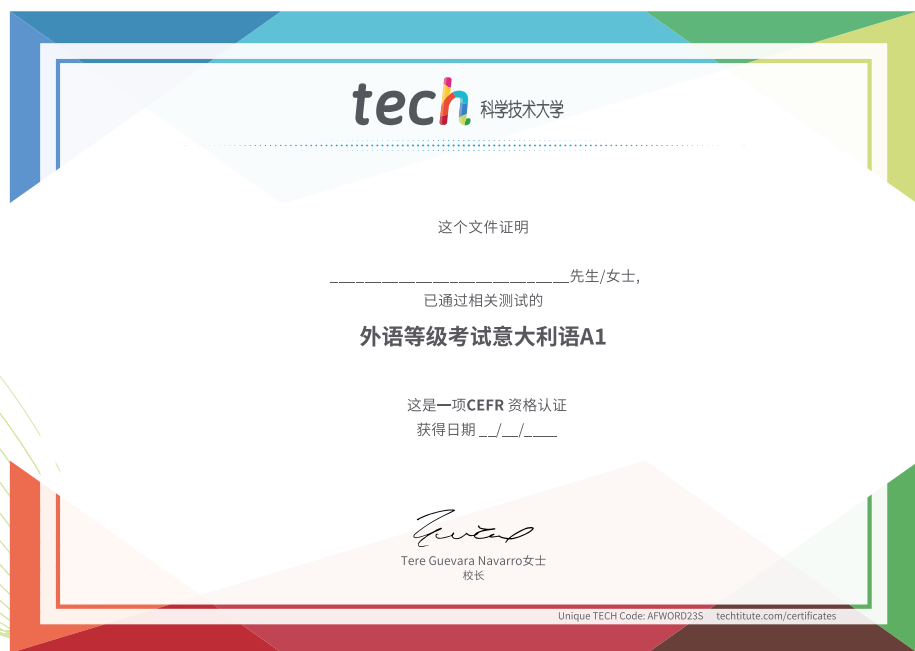 tech 科学技术大学
这个文件证明
____________________________先生/女士,
已通过相关测试的
外语等级考试意大利语A1
这是一项CEFR 资格认证
获得日期 __/__/____
Tere Guevara Navarro女士
校长
Unique TECH Code: AFWORD23S techtitute.com/certificates